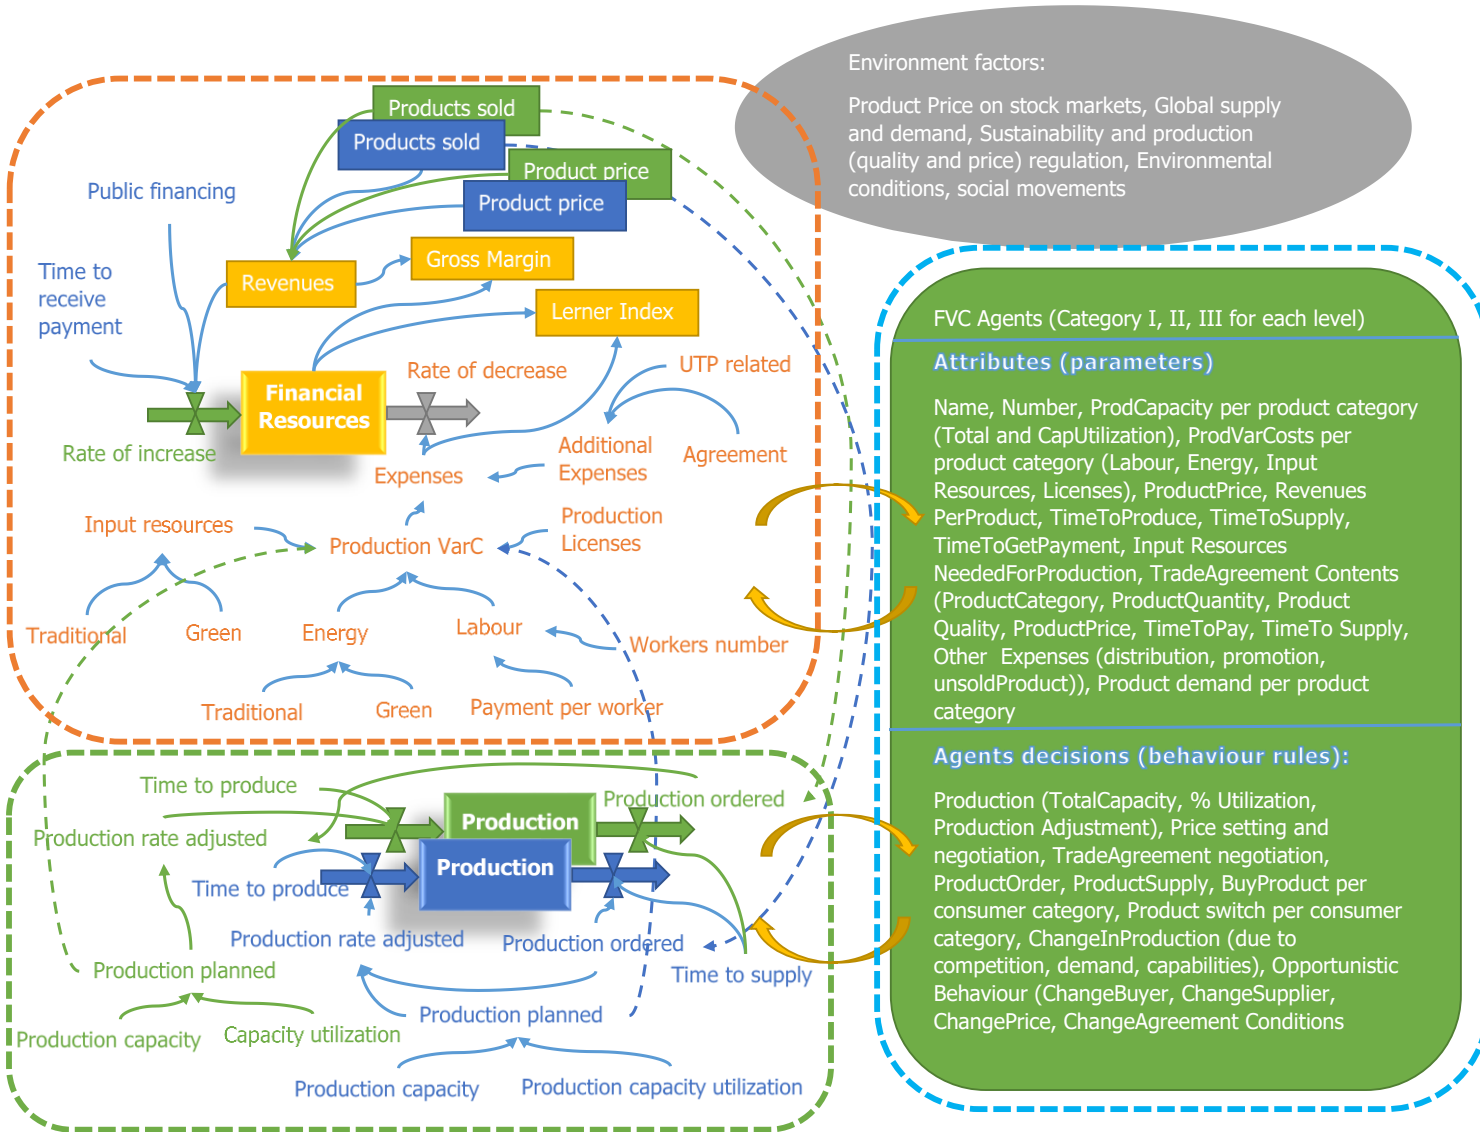 Environment factors:
Product Price on stock markets, Global supply
and demand, Sustainability and production
(quality and price) regulation, Environmental
conditions, social movements
Products sold
Products sold
Product price
Product price
Public financing
Time to
receive
payment
Revenues
Gross Margin
Lerner Index
Financial
Resources
Rate of decrease
UTP related
Rate of increase
Expenses
Additional
Expenses
Agreement
Input resources
Production VarC
Production
Licenses
Traditional
Green
Energy
Labour
Workers number
Traditional
Green
Payment per worker
Time to produce
Production ordered
Production rate adjusted
Production
Production
Time to produce
Production rate adjusted
Production ordered
Production planned
Time to supply
Production planned
Production capacity
Capacity utilization
Production capacity
Production capacity utilization
FVC Agents (Category I, II, III for each level)
Attributes (parameters)
Name, Number, ProdCapacity per product category
(Total and CapUtilization), ProdVarCosts per
product category (Labour, Energy, Input
Resources, Licenses), ProductPrice, Revenues
PerProduct, TimeToProduce, TimeToSupply,
TimeToGetPayment, Input Resources
NeededForProduction, TradeAgreement Contents
(ProductCategory, ProductQuantity, Product
Quality, ProductPrice, TimeToPay, TimeTo Supply,
Other Expenses (distribution, promotion,
unsoldProduct)), Product demand per product
category
Agents decisions (behaviour rules):
Production (TotalCapacity, % Utilization,
Production Adjustment), Price setting and
negotiation, TradeAgreement negotiation,
ProductOrder, ProductSupply, BuyProduct per
consumer category, Product switch per consumer
category, ChangeInProduction (due to
competition, demand, capabilities), Opportunistic
Behaviour (ChangeBuyer, ChangeSupplier,
ChangePrice, ChangeAgreement Conditions